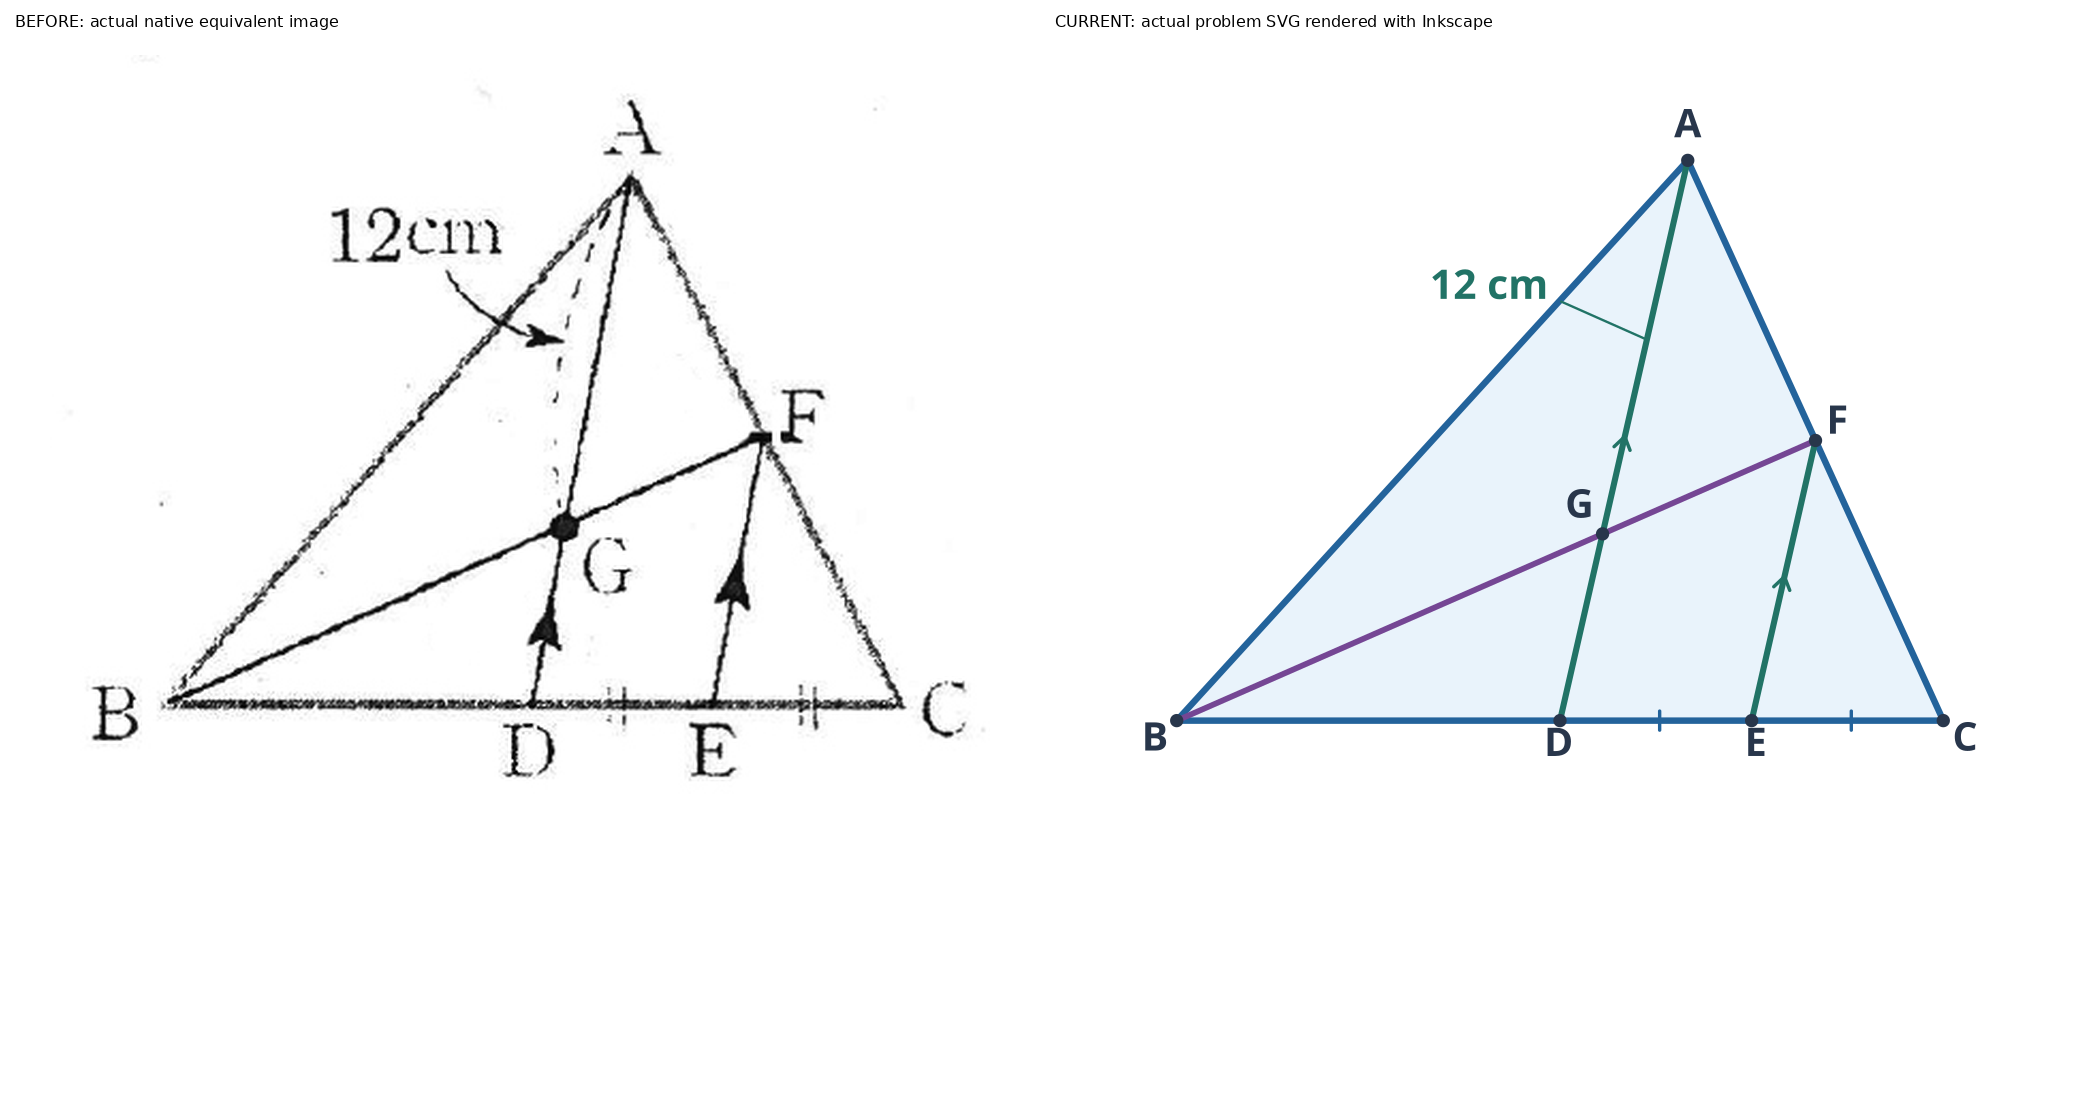 BEFORE: actual native equivalent image
A
12cm
F
G
B
C
D
E
CURRENT: actual problem SVG rendered with Inkscape
A
12 cm
F
G
B
C
D
E